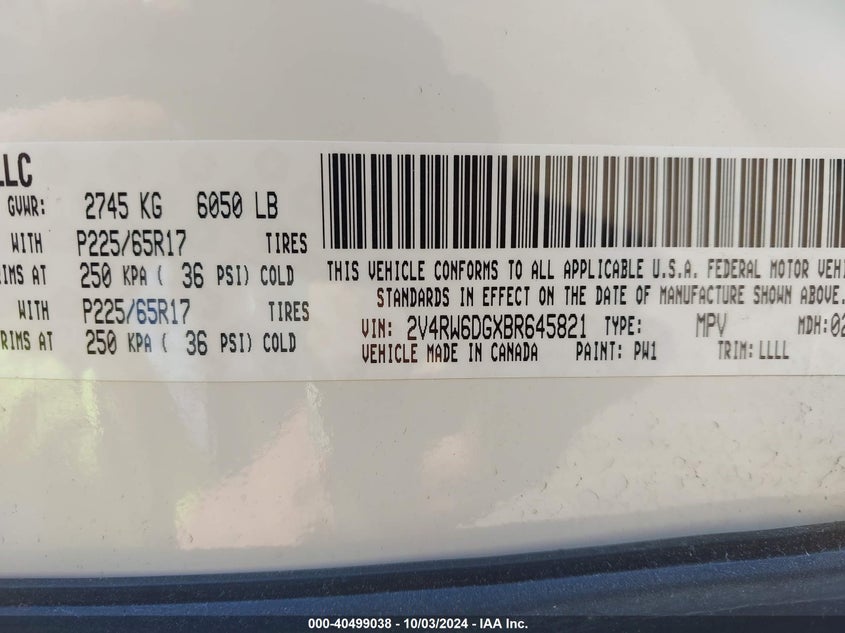 LLC
GVWR: 2745 KG 6050 LB
WITH P225/65R17 TIRES
RIMS AT 250 KPA ( 36 PSI) COLD
WITH P225/65R17 TIRES
RIMS AT 250 KPA ( 36 PSI) COLD
THIS VEHICLE CONFORMS TO ALL APPLICABLE U.S.A. FEDERAL MOTOR VEHI
STANDARDS IN EFFECT ON THE DATE OF MANUFACTURE SHOWN ABOVE.
VIN: 2V4RW6DGXBR645821 TYPE: MPV MDH:02
VEHICLE MADE IN CANADA PAINT: PW1 TRIM: LLLL
000-40499038 - 10/03/2024 - IAA Inc.